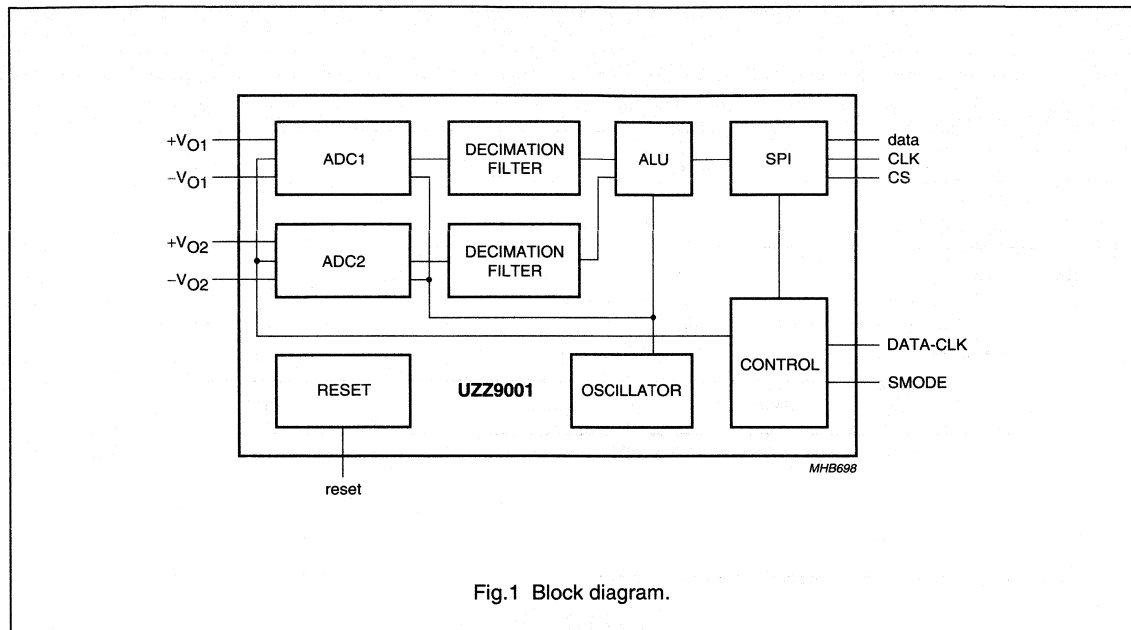 +VO1
−VO1
+VO2
−VO2
ADC1
DECIMATION
FILTER
ALU
SPI
data
CLK
CS
ADC2
DECIMATION
FILTER
RESET
UZZ9001
OSCILLATOR
CONTROL
DATA-CLK
SMODE
MHB698
reset
Fig.1 Block diagram.